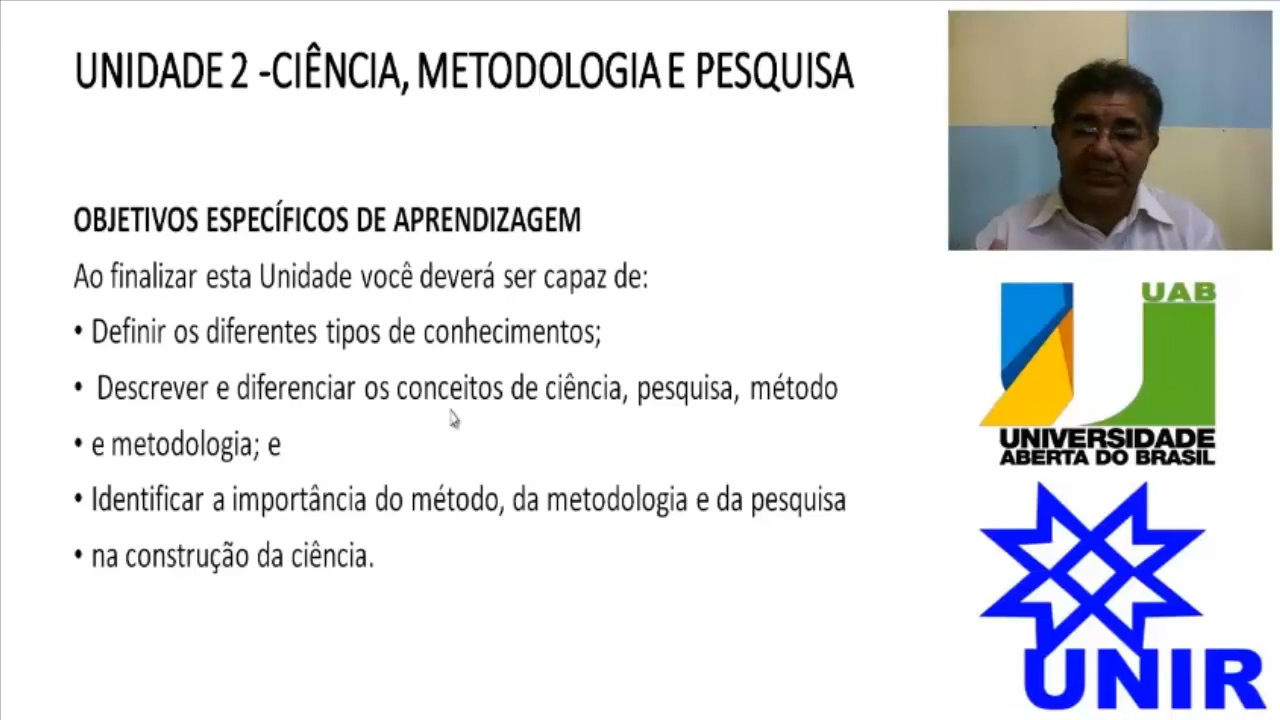 UNIDADE 2 -CIÊNCIA, METODOLOGIA E PESQUISA
OBJETIVOS ESPECÍFICOS DE APRENDIZAGEM
Ao finalizar esta Unidade você deverá ser capaz de:
• Definir os diferentes tipos de conhecimentos;
• Descrever e diferenciar os conceitos de ciência, pesquisa, método
• e metodologia; e
• Identificar a importância do método, da metodologia e da pesquisa
• na construção da ciência.
UAB
UNIVERSIDADE
ABERTA DO BRASIL
UNIR